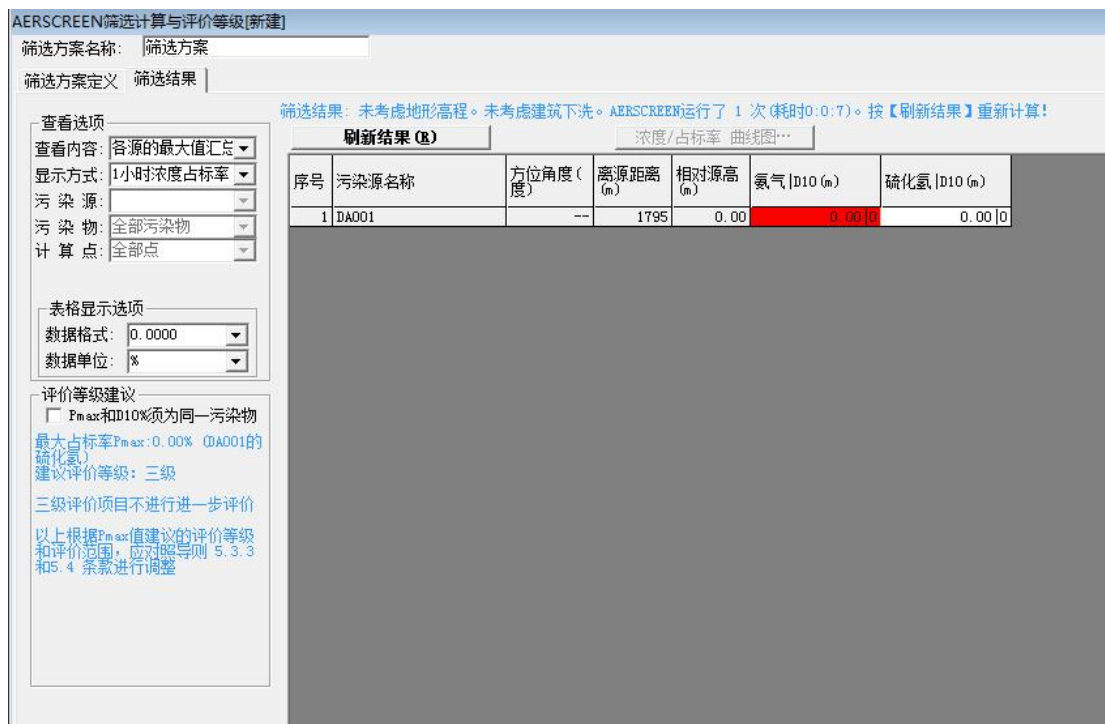 AERSCREEN筛选计算与评价等级[新建]
筛选方案名称: 筛选方案
筛选方案定义 筛选结果
筛选结果: 未考虑地形高程。未考虑建筑下洗。AERSCREEN运行了 1 次(耗时0:0:7)。按【刷新结果】重新计算!
刷新结果(R) 浓度/占标率 曲线图…
查看选项
查看内容: 各源的最大值汇总
显示方式: 1小时浓度占标率
污 染 源:
污 染 物: 全部污染物
计 算 点: 全部点
表格显示选项
数据格式: 0.0000
数据单位: %
评价等级建议
Pmax和D10%须为同一污染物
最大占标率Pmax:0.00% (DA001的
硫化氢)
建议评价等级: 三级
三级评价项目不进行进一步评价
以上根据Pmax值建议的评价等级
和评价范围,应对照导则 5.3.3
和5.4 条款进行调整
序号 污染源名称 方位角度(度) 离源距离(m) 相对源高(m) 氨气|D10(m) 硫化氢|D10(m)
1 DA001 -- 1795 0.00 0.00|0 0.00|0